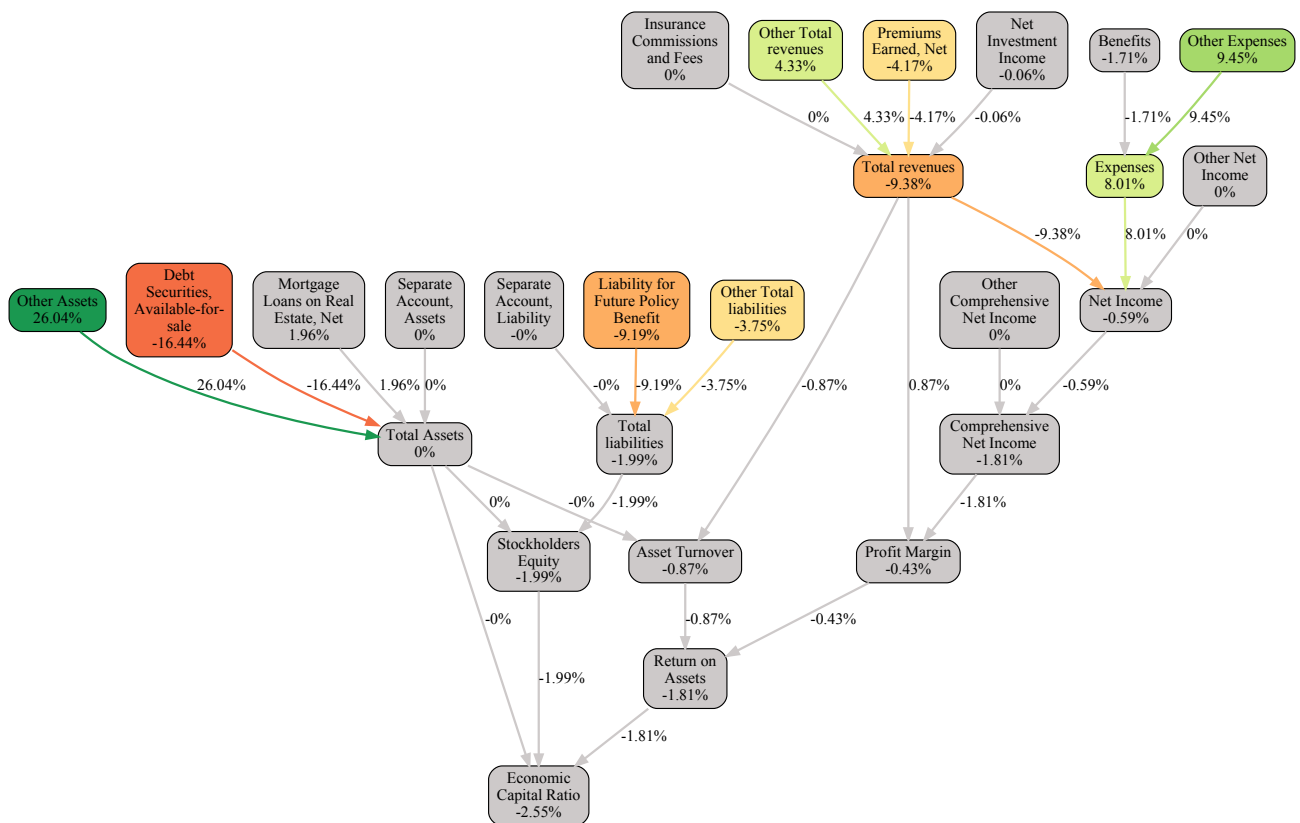 Insurance
Commissions
and Fees
0%
Other Total
revenues
4.33%
Premiums
Earned, Net
-4.17%
Net
Investment
Income
-0.06%
Benefits
-1.71%
Other Expenses
9.45%
0%
4.33%
-4.17%
-0.06%
-1.71%
9.45%
Total revenues
-9.38%
Expenses
8.01%
Other Net
Income
0%
-9.38%
8.01%
0%
Other Assets
26.04%
Debt
Securities,
Available-for-
sale
-16.44%
Mortgage
Loans on Real
Estate, Net
1.96%
Separate
Account,
Assets
0%
Separate
Account,
Liability
-0%
Liability for
Future Policy
Benefit
-9.19%
Other Total
liabilities
-3.75%
Other
Comprehensive
Net Income
0%
Net Income
-0.59%
26.04%
-16.44%
1.96%
0%
-0%
-9.19%
-3.75%
-0.87%
0.87%
0%
-0.59%
Total Assets
0%
Total
liabilities
-1.99%
Comprehensive
Net Income
-1.81%
0%
-0%
-1.99%
-1.81%
Stockholders
Equity
-1.99%
Asset Turnover
-0.87%
Profit Margin
-0.43%
-0%
-0.87%
-0.43%
-1.99%
Return on
Assets
-1.81%
-1.81%
Economic
Capital Ratio
-2.55%